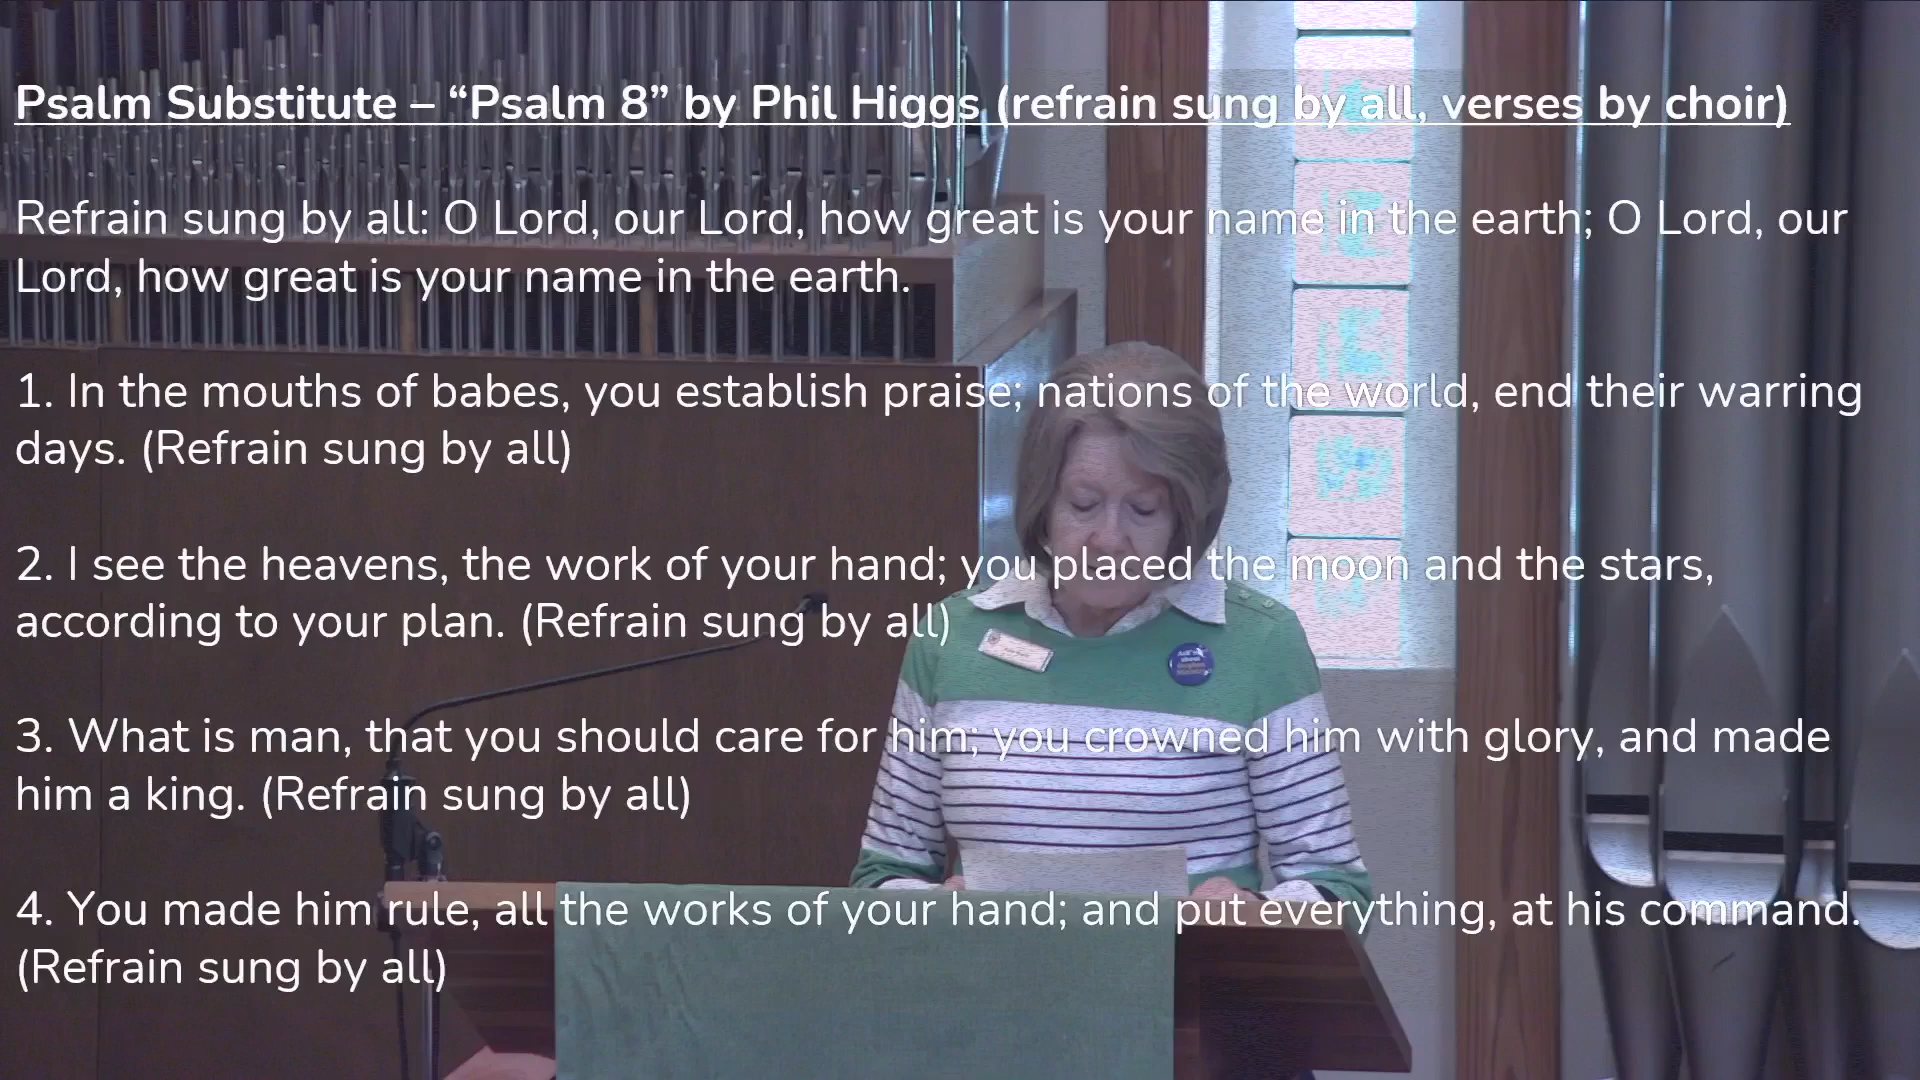 Psalm Substitute – “Psalm 8” by Phil Higgs (refrain sung by all, verses by choir)
Refrain sung by all: O Lord, our Lord, how great is your name in the earth; O Lord, our
Lord, how great is your name in the earth.
1. In the mouths of babes, you establish praise; nations of the world, end their warring
days. (Refrain sung by all)
2. I see the heavens, the work of your hand; you placed the moon and the stars,
according to your plan. (Refrain sung by all)
3. What is man, that you should care for him; you crowned him with glory, and made
him a king. (Refrain sung by all)
4. You made him rule, all the works of your hand; and put everything, at his command.
(Refrain sung by all)